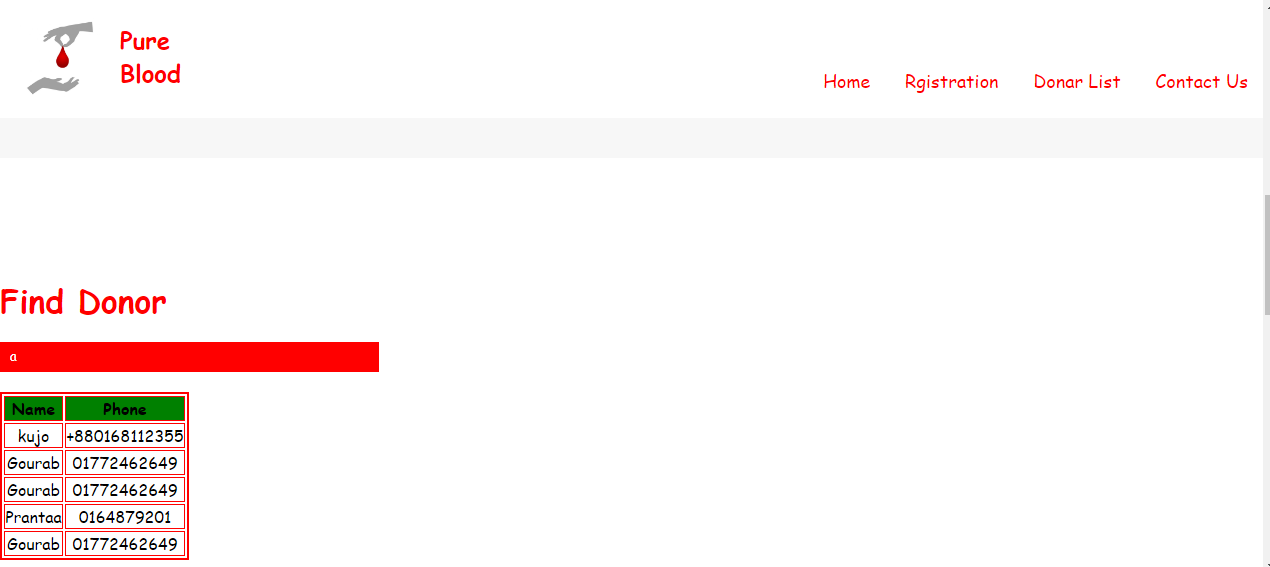 Pure
Blood
Home Rgistration Donar List Contact Us
Find Donor
a
Name Phone
kujo +880168112355
Gourab 01772462649
Gourab 01772462649
Prantaa 0164879201
Gourab 01772462649